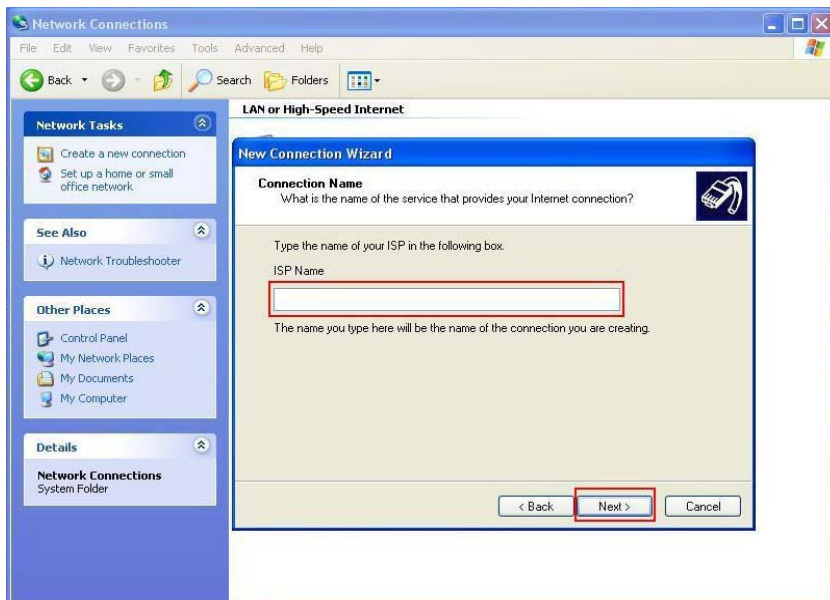 Network Connections
File Edit View Favorites Tools Advanced Help
Back Search Folders
LAN or High-Speed Internet
Network Tasks
Create a new connection
Set up a home or small
office network
See Also
Network Troubleshooter
Other Places
Control Panel
My Network Places
My Documents
My Computer
Details
Network Connections
System Folder
New Connection Wizard
Connection Name
What is the name of the service that provides your Internet connection?
Type the name of your ISP in the following box.
ISP Name
The name you type here will be the name of the connection you are creating.
< Back Next > Cancel